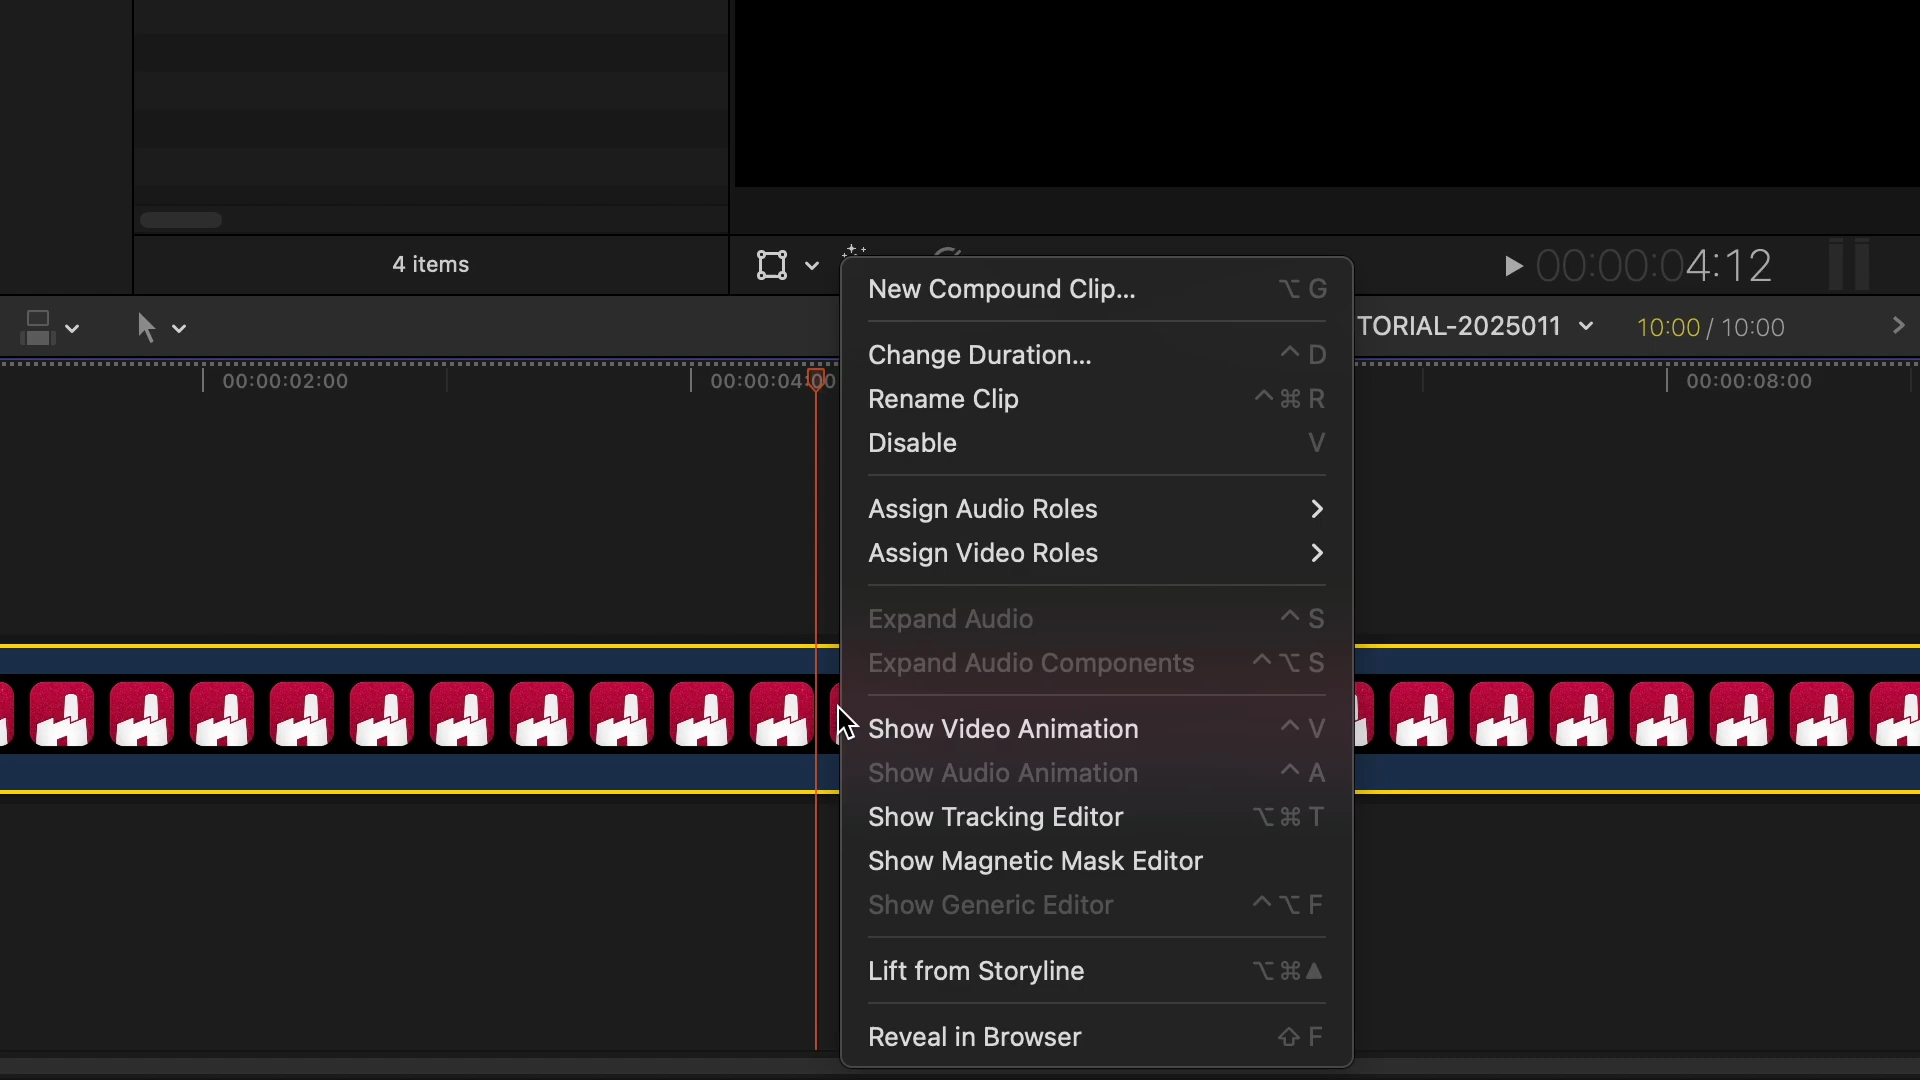 4 items
00:00:04:12
TORIAL-2025011
10:00 / 10:00
00:00:02:00
00:00:04:00
00:00:08:00
New Compound Clip... ⌥ G
Change Duration... ^ D
Rename Clip ^ ⌘ R
Disable V
Assign Audio Roles
Assign Video Roles
Expand Audio ^ S
Expand Audio Components ^ ⌥ S
Show Video Animation ^ V
Show Audio Animation ^ A
Show Tracking Editor ⌥ ⌘ T
Show Magnetic Mask Editor
Show Generic Editor ^ ⌥ F
Lift from Storyline ⌥ ⌘ ▲
Reveal in Browser ⇧ F